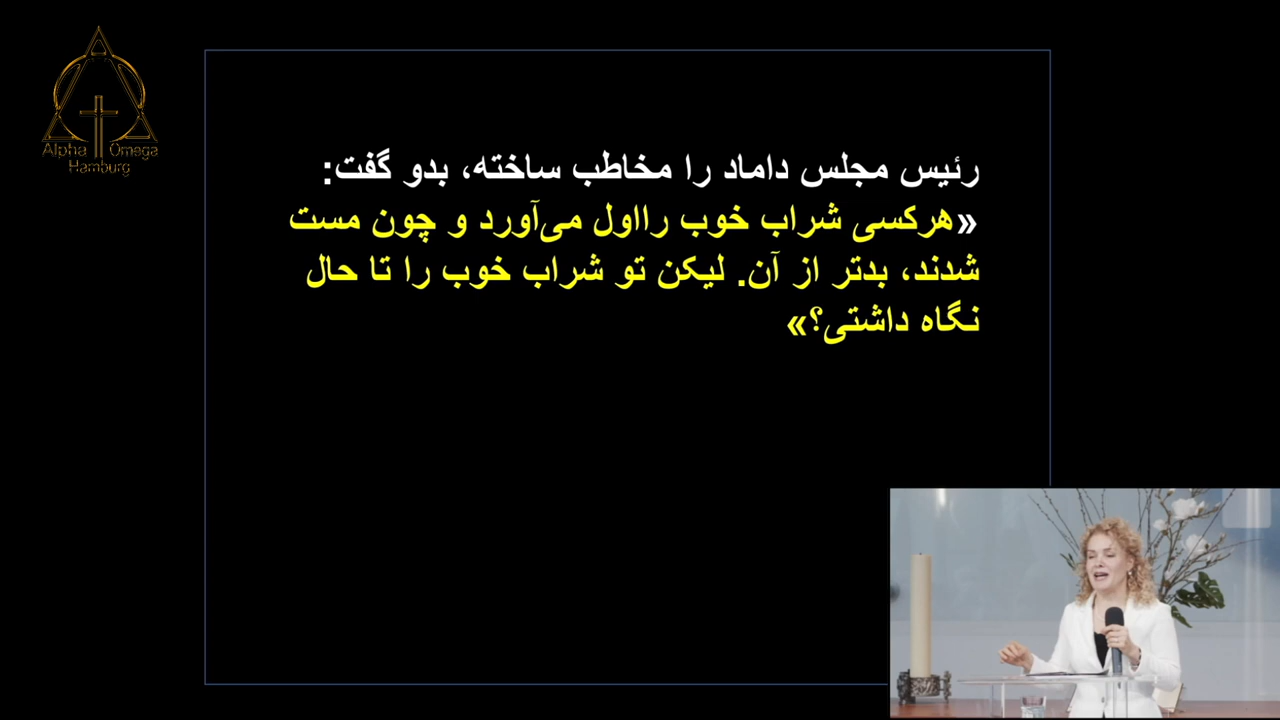 Alpha Omega
Hamburg
رئیس مجلس داماد را مخاطب ساخته، بدو گفت:
«هرکسی شراب خوب رااول می‌آورد و چون مست
شدند، بدتر از آن. لیکن تو شراب خوب را تا حال
نگاه داشتی؟»